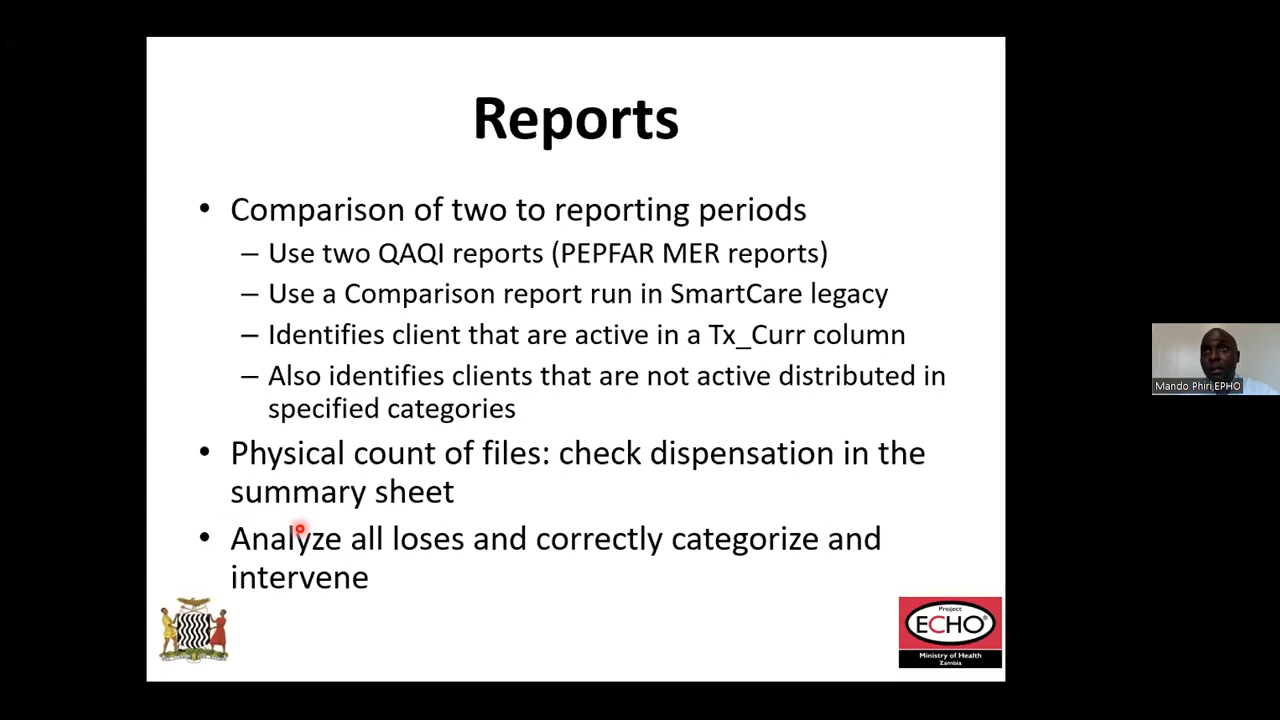 Reports
• Comparison of two to reporting periods
– Use two QAQI reports (PEPFAR MER reports)
– Use a Comparison report run in SmartCare legacy
– Identifies client that are active in a Tx_Curr column
– Also identifies clients that are not active distributed in
specified categories
• Physical count of files: check dispensation in the
summary sheet
• Analyze all loses and correctly categorize and
intervene
Project
ECHO®
Ministry of Health
Zambia
Mando Phiri,EPHO